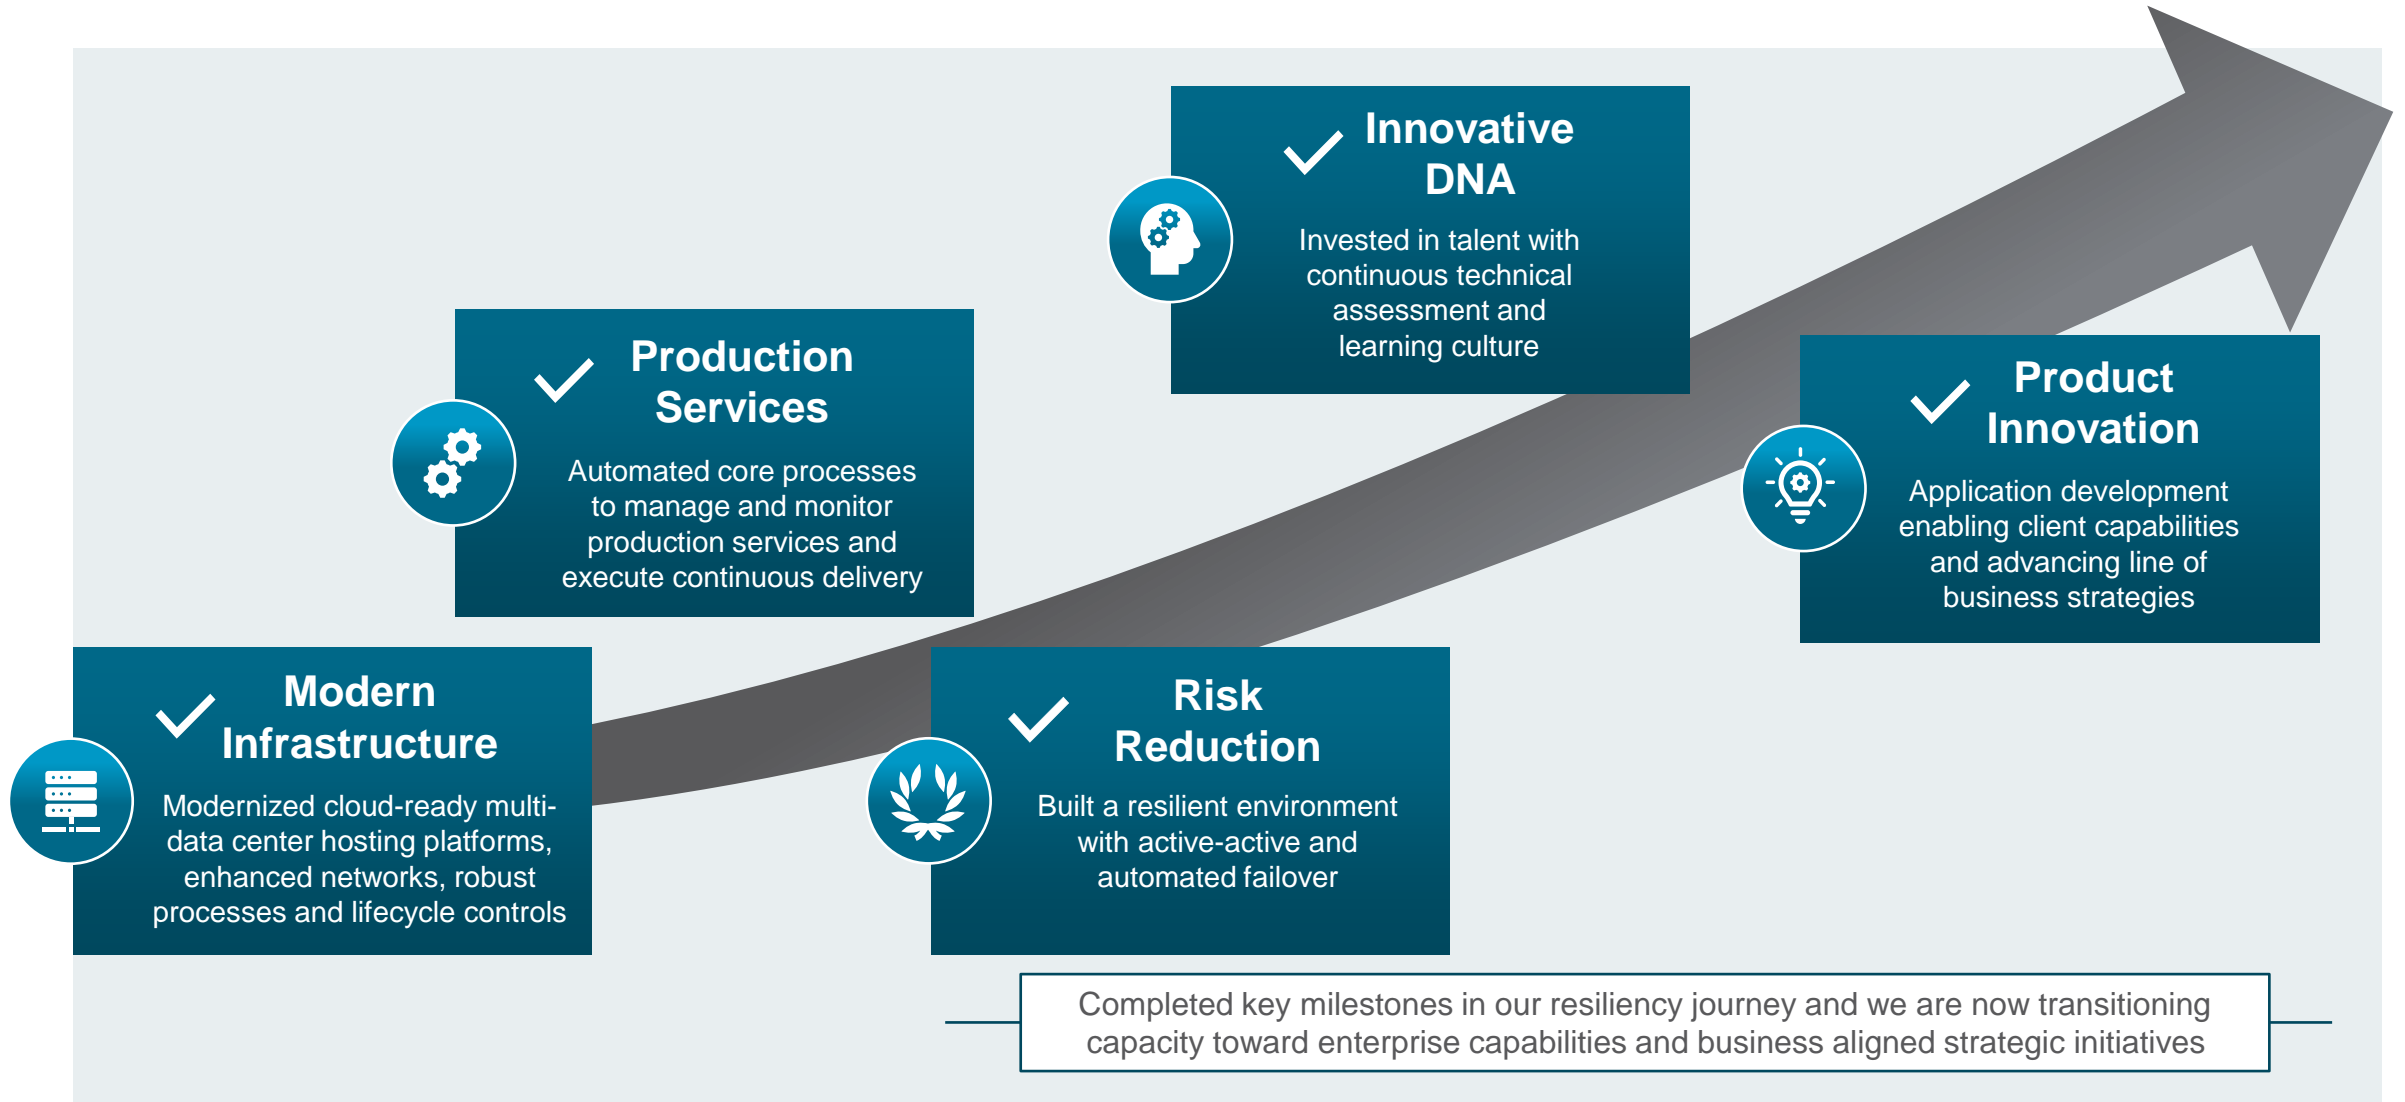 Innovative
DNA
Invested in talent with
continuous technical
assessment and
learning culture
Production
Services
Automated core processes
to manage and monitor
production services and
execute continuous delivery
Product
Innovation
Application development
enabling client capabilities
and advancing line of
business strategies
Modern
Infrastructure
Modernized cloud-ready multi-
data center hosting platforms,
enhanced networks, robust
processes and lifecycle controls
Risk
Reduction
Built a resilient environment
with active-active and
automated failover
Completed key milestones in our resiliency journey and we are now transitioning
capacity toward enterprise capabilities and business aligned strategic initiatives